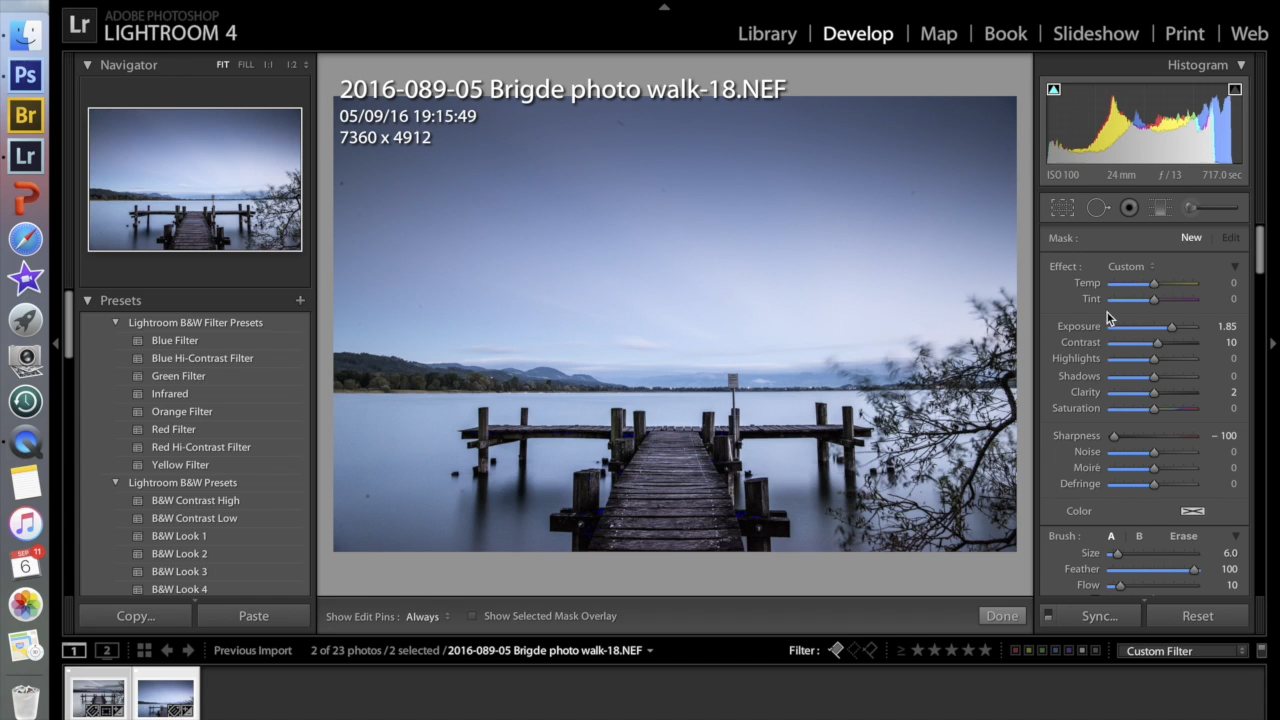 ADOBE PHOTOSHOP
LIGHTROOM 4
Lr
Library | Develop | Map | Book | Slideshow | Print | Web
Ps
Br
Lr
SEP 11
6
Navigator FIT FILL 1:1 1:2
Presets +
Lightroom B&W Filter Presets
Blue Filter
Blue Hi-Contrast Filter
Green Filter
Infrared
Orange Filter
Red Filter
Red Hi-Contrast Filter
Yellow Filter
Lightroom B&W Presets
B&W Contrast High
B&W Contrast Low
B&W Look 1
B&W Look 2
B&W Look 3
B&W Look 4
Copy... Paste
2016-089-05 Brigde photo walk-18.NEF
05/09/16 19:15:49
7360 x 4912
Show Edit Pins : Always Show Selected Mask Overlay Done
Histogram
ISO 100 24 mm ƒ / 13 717.0 sec
Mask : New Edit
Effect : Custom
Temp 0
Tint 0
Exposure 1.85
Contrast 10
Highlights 0
Shadows 0
Clarity 2
Saturation 0
Sharpness – 100
Noise 0
Moiré 0
Defringe 0
Color
Brush : A B Erase
Size 6.0
Feather 100
Flow 10
Sync... Reset
1 2 Previous Import 2 of 23 photos / 2 selected / 2016-089-05 Brigde photo walk-18.NEF Filter : ≥ ★★★★★ Custom Filter